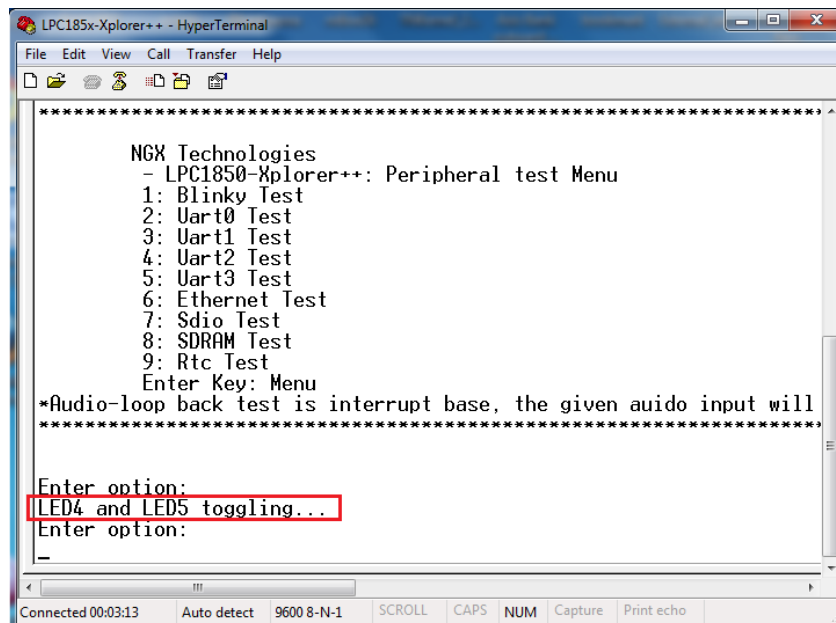 LPC185x-Xplorer++ - HyperTerminal
File Edit View Call Transfer Help
********************************************************************
NGX Technologies
- LPC1850-Xplorer++: Peripheral test Menu
1: Blinky Test
2: Uart0 Test
3: Uart1 Test
4: Uart2 Test
5: Uart3 Test
6: Ethernet Test
7: Sdio Test
8: SDRAM Test
9: Rtc Test
Enter Key: Menu
*Audio-loop back test is interrupt base, the given auido input will
********************************************************************
Enter option:
LED4 and LED5 toggling...
Enter option:
_
Connected 00:03:13 Auto detect 9600 8-N-1 SCROLL CAPS NUM Capture Print echo